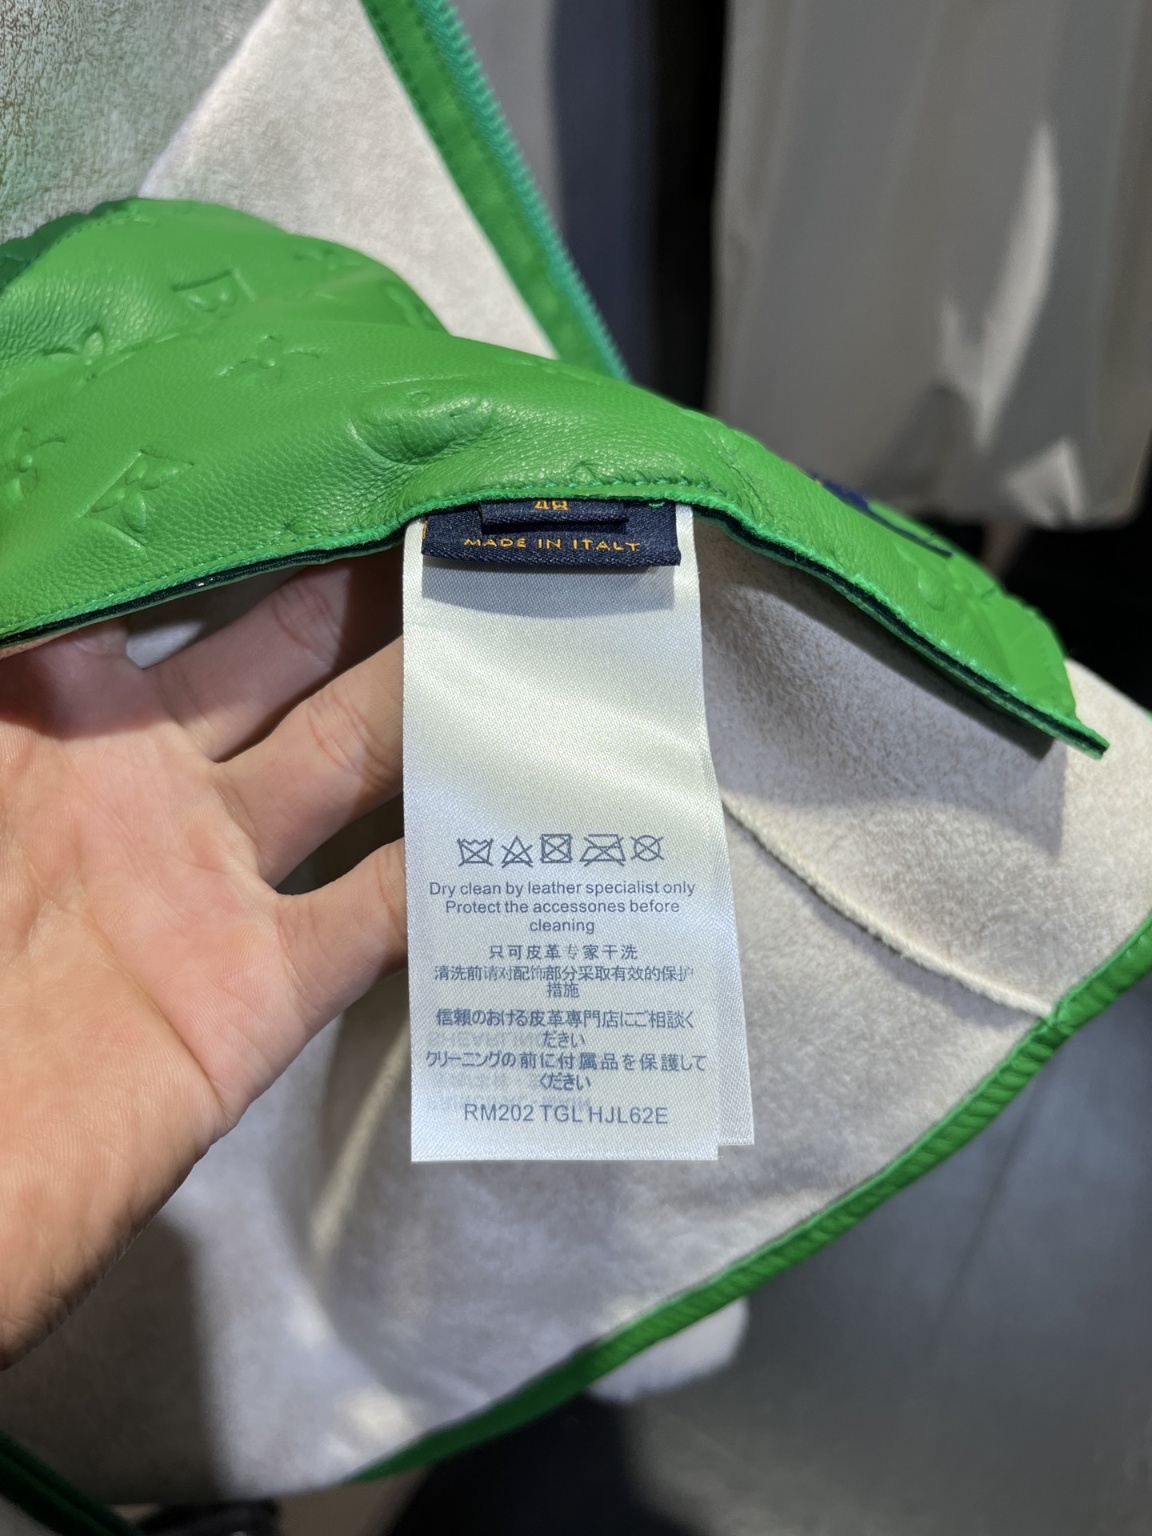 48
MADE IN ITALY
Dry clean by leather specialist only
Protect the accessones before
cleaning
只可皮革专家干洗
清洗前请对配饰部分采取有效的保护
措施
信頼のおける皮革専門店にご相談く
ださい
クリーニングの前に付属品を保護して
ください
RM202 TGL HJL62E